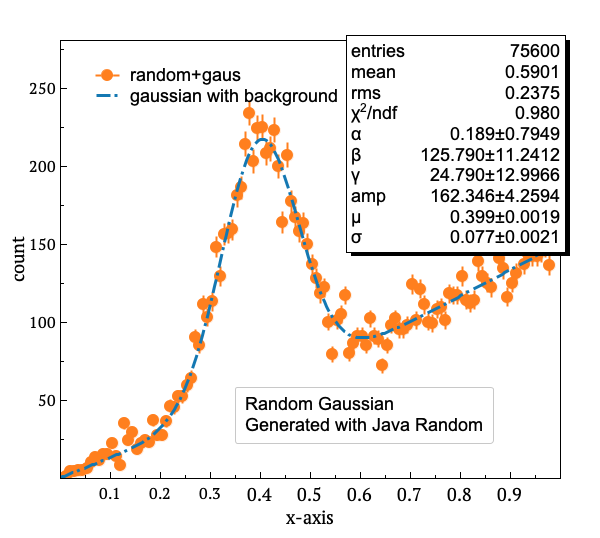 random+gaus
gaussian with background
entries 75600
mean 0.5901
rms 0.2375
χ²/ndf 0.980
α 0.189±0.7949
β 125.790±11.2412
γ 24.790±12.9966
amp 162.346±4.2594
μ 0.399±0.0019
σ 0.077±0.0021
250
200
150
100
50
count
Random Gaussian
Generated with Java Random
0.1 0.2 0.3 0.4 0.5 0.6 0.7 0.8 0.9
x-axis